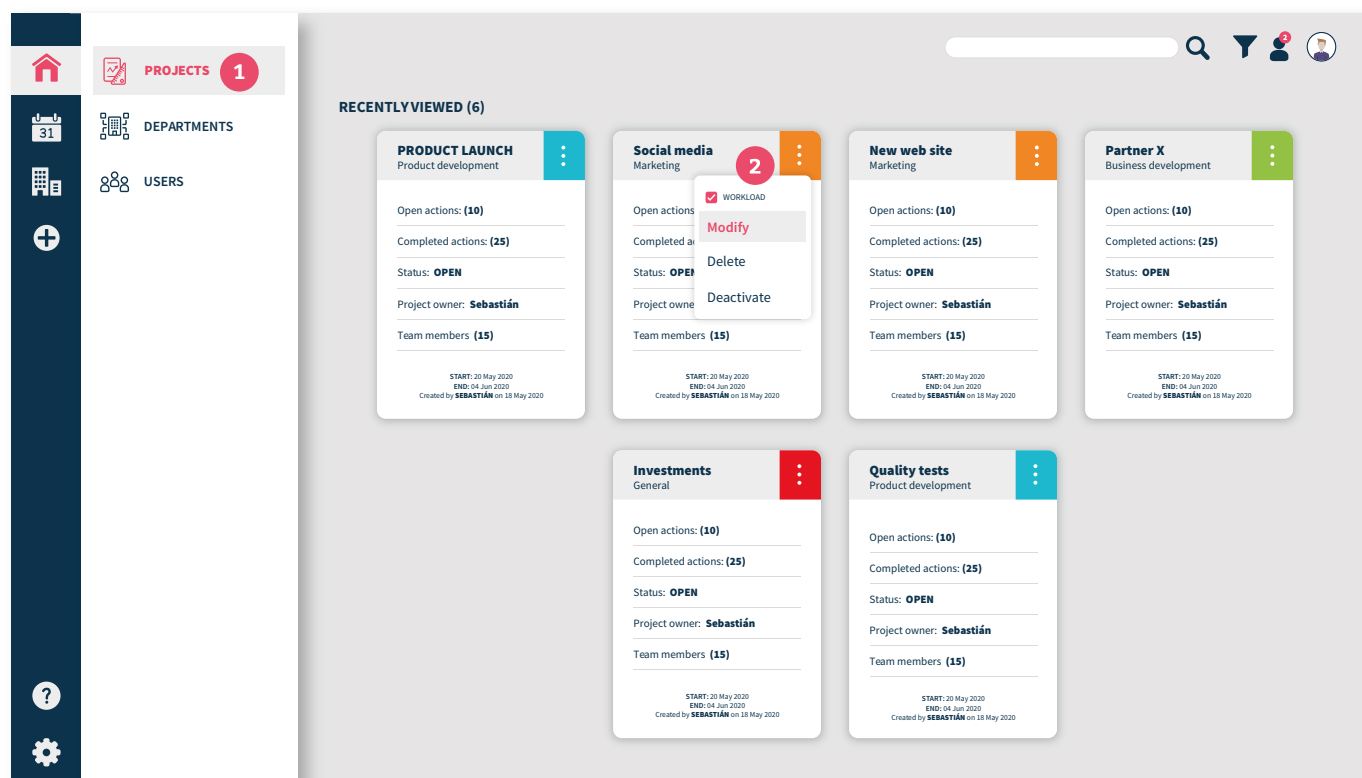 PROJECTS 1
DEPARTMENTS
USERS
31
?
2
RECENTLY VIEWED (6)
PRODUCT LAUNCH
Product development
Open actions: (10)
Completed actions: (25)
Status: OPEN
Project owner: Sebastián
Team members (15)
START: 20 May 2020
END: 04 Jun 2020
Created by SEBASTIÁN on 18 May 2020
Social media
Marketing
2
WORKLOAD
Modify
Delete
Deactivate
Open actions
Completed a
Status: OPEN
Project owne
Team members (15)
START: 20 May 2020
END: 04 Jun 2020
Created by SEBASTIÁN on 18 May 2020
New web site
Marketing
Open actions: (10)
Completed actions: (25)
Status: OPEN
Project owner: Sebastián
Team members (15)
START: 20 May 2020
END: 04 Jun 2020
Created by SEBASTIÁN on 18 May 2020
Partner X
Business development
Open actions: (10)
Completed actions: (25)
Status: OPEN
Project owner: Sebastián
Team members (15)
START: 20 May 2020
END: 04 Jun 2020
Created by SEBASTIÁN on 18 May 2020
Investments
General
Open actions: (10)
Completed actions: (25)
Status: OPEN
Project owner: Sebastián
Team members (15)
START: 20 May 2020
END: 04 Jun 2020
Created by SEBASTIÁN on 18 May 2020
Quality tests
Product development
Open actions: (10)
Completed actions: (25)
Status: OPEN
Project owner: Sebastián
Team members (15)
START: 20 May 2020
END: 04 Jun 2020
Created by SEBASTIÁN on 18 May 2020